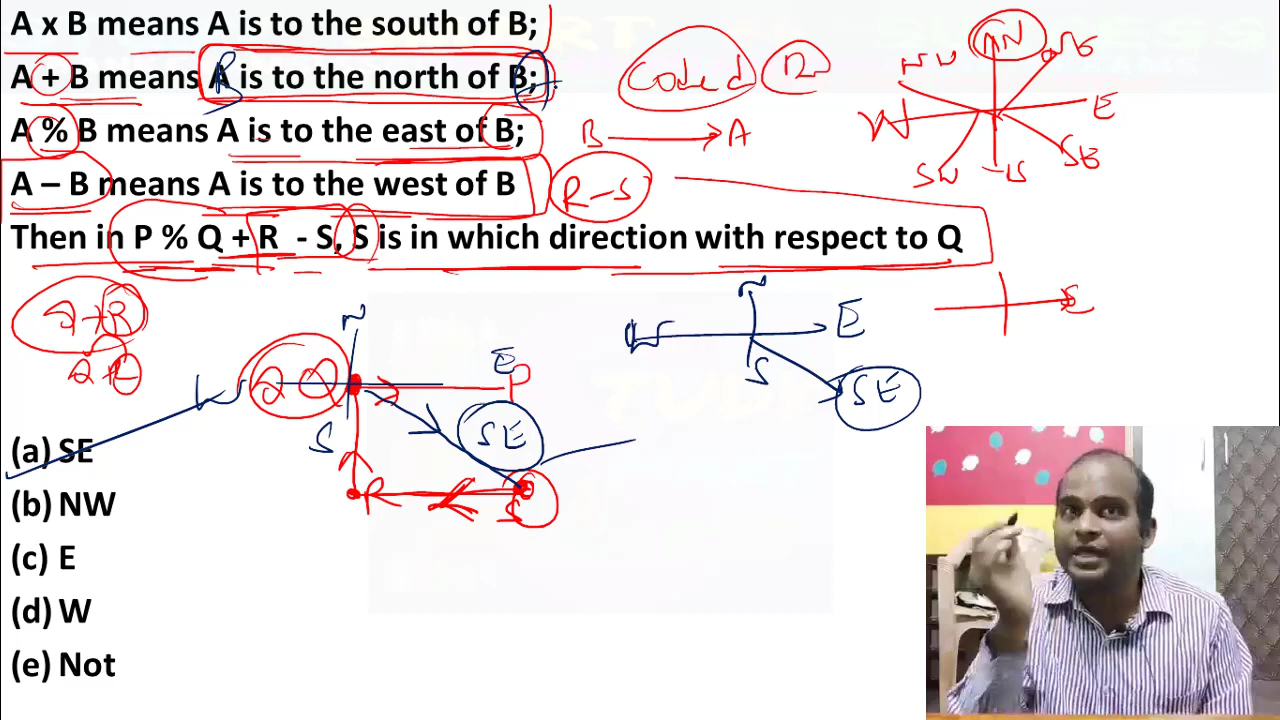 A x B means A is to the south of B;
A + B means A is to the north of B;
A % B means A is to the east of B;
A – B means A is to the west of B
Then in P % Q + R - S, S is in which direction with respect to Q
(a) SE
(b) NW
(c) E
(d) W
(e) Not
Coded
B → A
R – S
N
NE
E
SE
S
SW
W
NW
N
E
S
SE
E
N
E
P
Q
S
SE
R
S